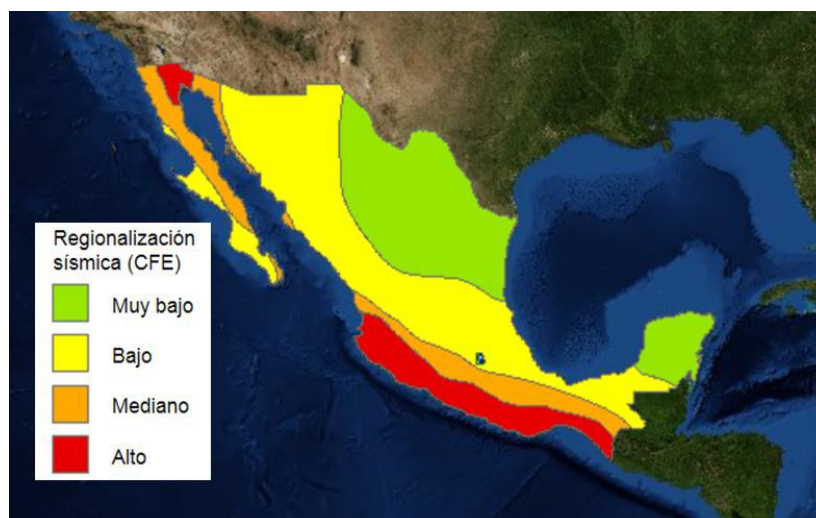 Regionalización
sísmica (CFE)
Muy bajo
Bajo
Mediano
Alto